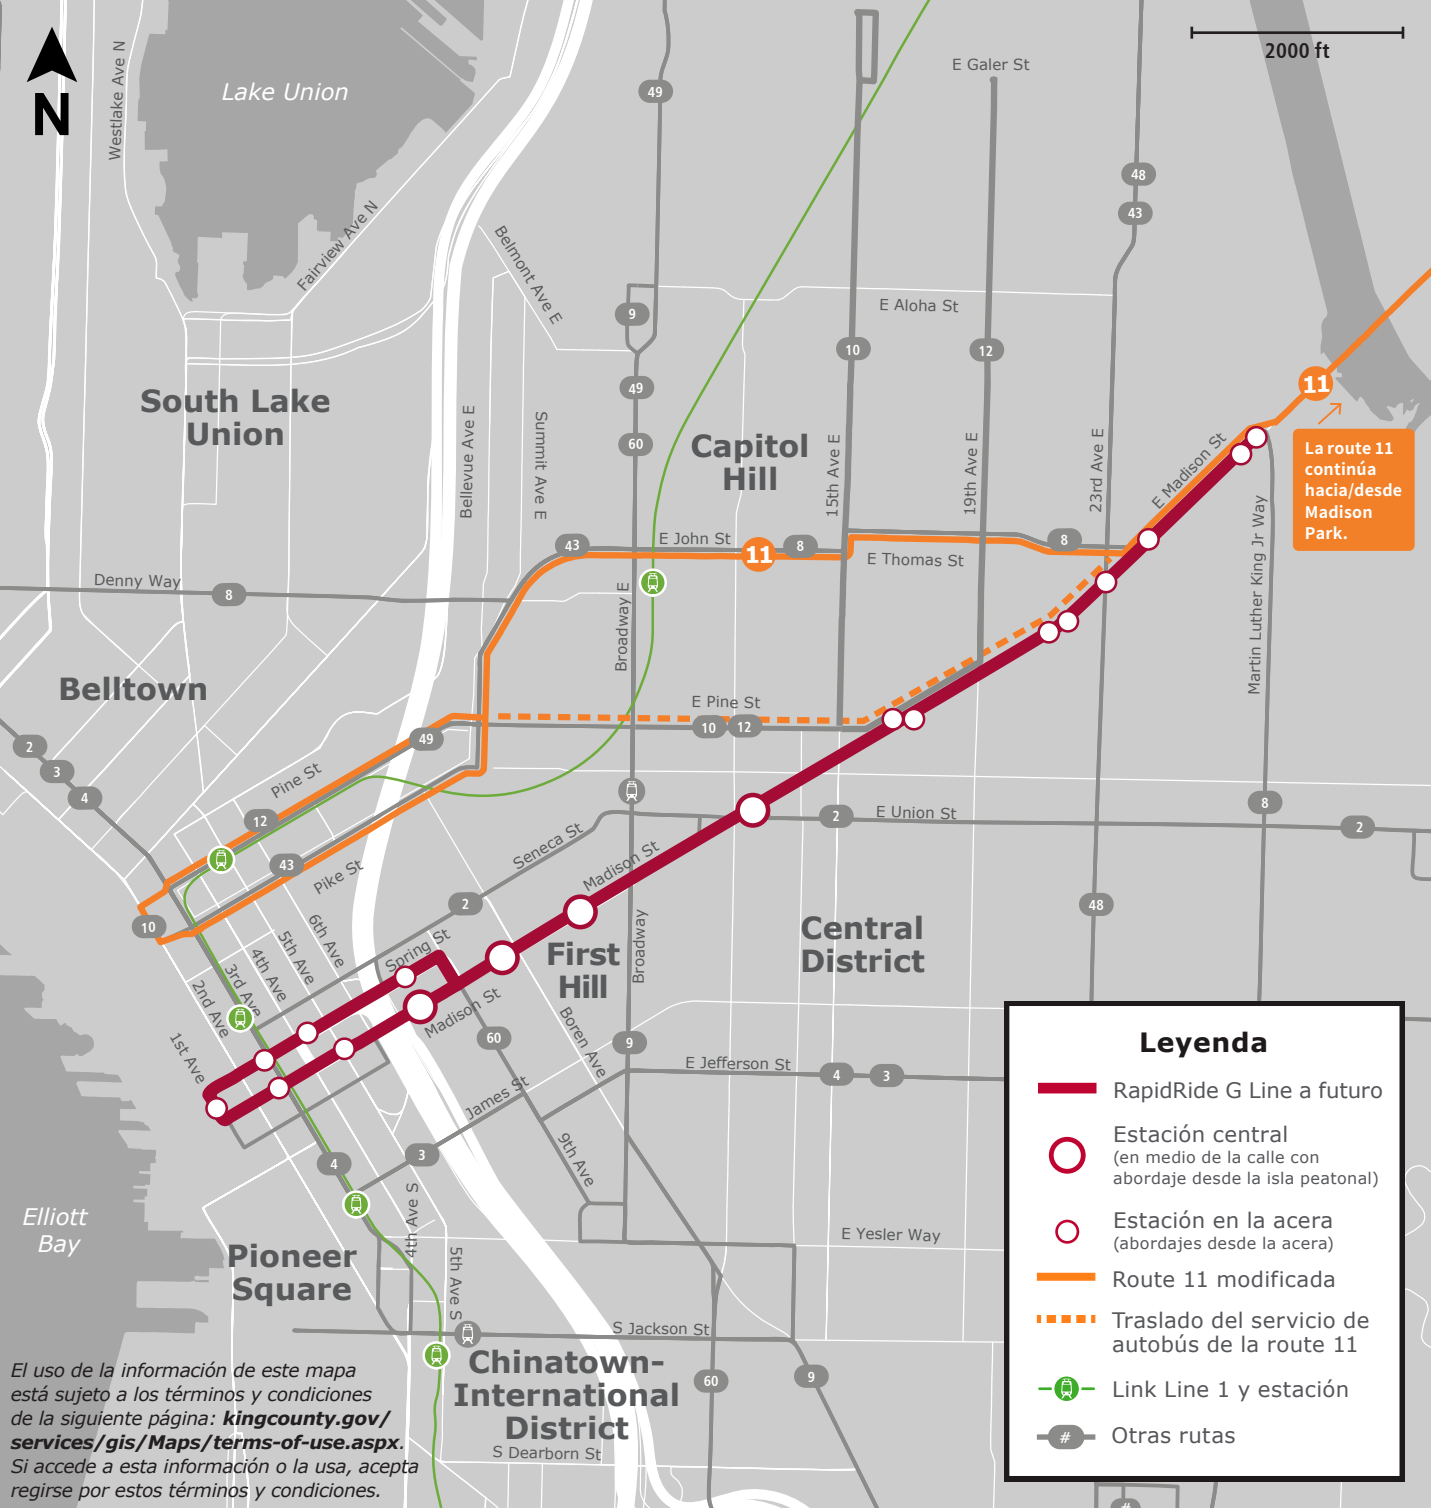 N
Westlake Ave N
Lake Union
Fairview Ave N
49
E Galer St
2000 ft
48
43
Belmont Ave E
9
E Aloha St
10
12
49
60
11
La route 11
continúa
hacia/desde
Madison
Park.
South Lake
Union
Bellevue Ave E
Summit Ave E
Capitol
Hill
15th Ave E
19th Ave E
23rd Ave E
E Madison St
Martin Luther King Jr Way
43
E John St
11
8
E Thomas St
8
Denny Way
8
Broadway E
Belltown
E Pine St
10
12
49
2
3
4
Pine St
12
43
Pike St
10
Seneca St
2
E Union St
8
2
Madison St
2
48
6th Ave
5th Ave
4th Ave
3rd Ave
2nd Ave
1st Ave
Spring St
Madison St
First
Hill
Broadway
Central
District
60
Boren Ave
9
E Jefferson St
4
3
James St
9th Ave
4
3
Elliott
Bay
Pioneer
Square
4th Ave S
5th Ave S
E Yesler Way
S Jackson St
Chinatown-
International
District
60
9
S Dearborn St
#
Leyenda
RapidRide G Line a futuro
Estación central
(en medio de la calle con
abordaje desde la isla peatonal)
Estación en la acera
(abordajes desde la acera)
Route 11 modificada
Traslado del servicio de
autobús de la route 11
Link Line 1 y estación
# Otras rutas
El uso de la información de este mapa
está sujeto a los términos y condiciones
de la siguiente página: kingcounty.gov/
services/gis/Maps/terms-of-use.aspx.
Si accede a esta información o la usa, acepta
regirse por estos términos y condiciones.